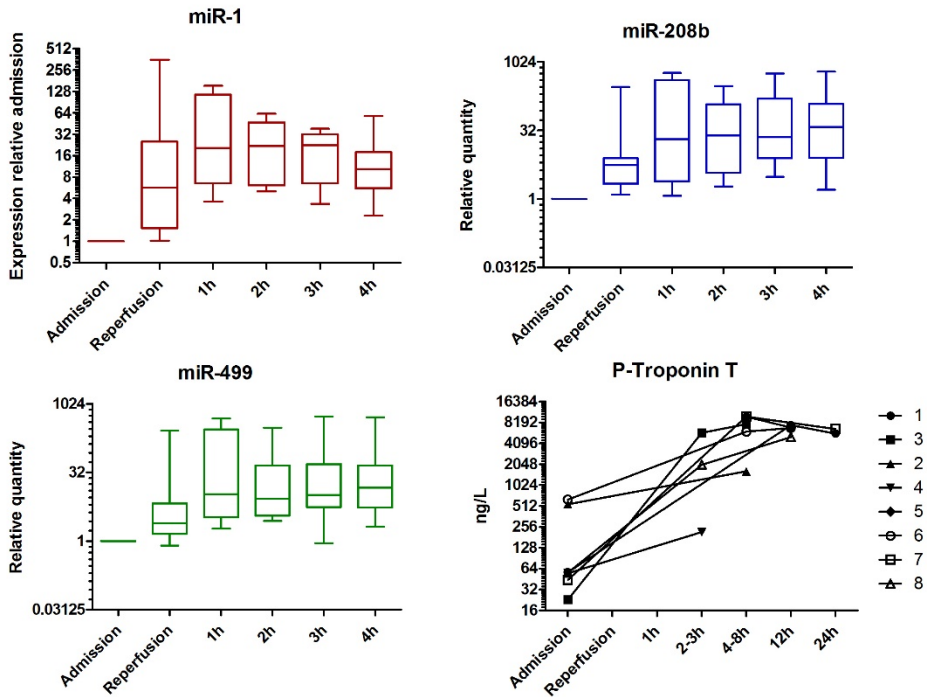 miR-1
Expression relative admission
512
256
128
64
32
16
8
4
2
1
0.5
Admission
Reperfusion
1h
2h
3h
4h
miR-208b
Relative quantity
1024
32
1
0.03125
Admission
Reperfusion
1h
2h
3h
4h
miR-499
Relative quantity
1024
32
1
0.03125
Admission
Reperfusion
1h
2h
3h
4h
P-Troponin T
ng/L
16384
8192
4096
2048
1024
512
256
128
64
32
16
Admission
Reperfusion
1h
2-3h
4-8h
12h
24h
1
3
2
4
5
6
7
8